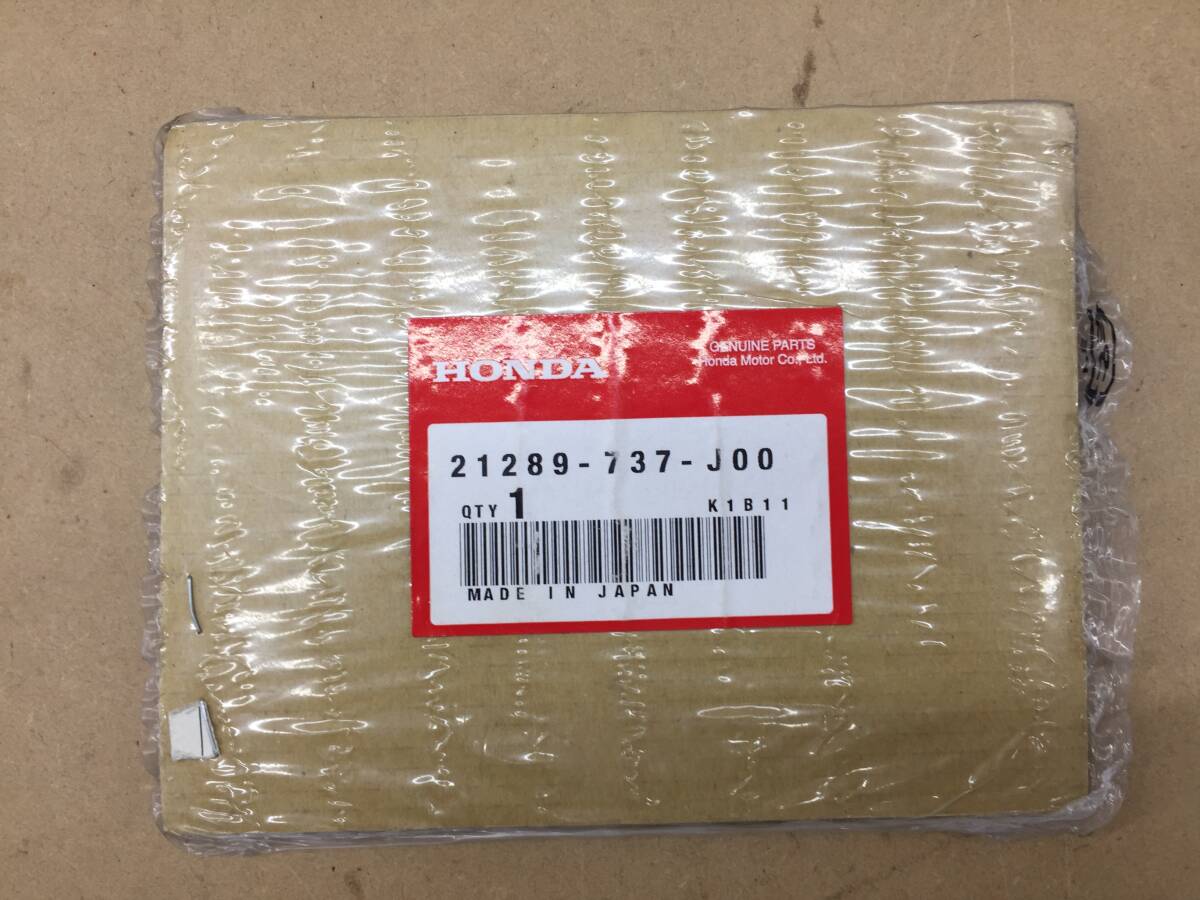 HONDA
GENUINE PARTS
Honda Motor Co., Ltd.
21289-737-J00
QTY 1 K1B11
MADE IN JAPAN